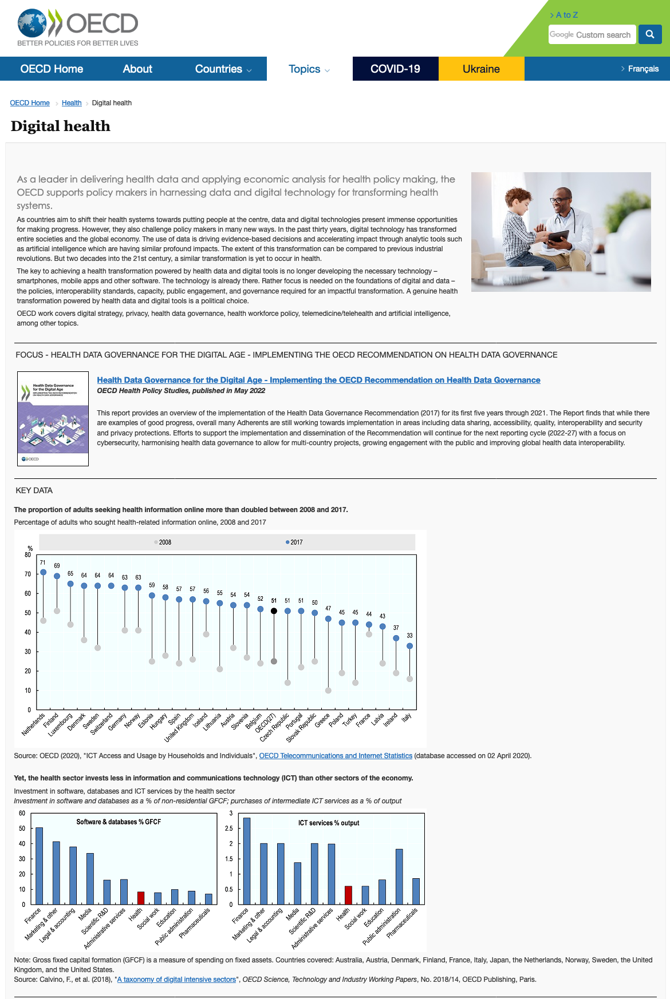 OECD
BETTER POLICIES FOR BETTER LIVES
A to Z
Google Custom search
OECD Home About Countries Topics COVID-19 Ukraine Français
OECD Home Health Digital health
Digital health
As a leader in delivering health data and applying economic analysis for health policy making, the
OECD supports policy makers in harnessing data and digital technology for transforming health
systems.
As countries aim to shift their health systems towards putting people at the centre, data and digital technologies present immense opportunities
for making progress. However, they also challenge policy makers in many new ways. In the past thirty years, digital technology has transformed
entire societies and the global economy. The use of data is driving evidence-based decisions and accelerating impact through analytic tools such
as artificial intelligence which are having similar profound impacts. The extent of this transformation can be compared to previous industrial
revolutions. But two decades into the 21st century, a similar transformation is yet to occur in health.
The key to achieving a health transformation powered by health data and digital tools is no longer developing the necessary technology –
smartphones, mobile apps and other software. The technology is already there. Rather focus is needed on the foundations of digital and data –
the policies, interoperability standards, capacity, public engagement, and governance required for an impactful transformation. A genuine health
transformation powered by health data and digital tools is a political choice.
OECD work covers digital strategy, privacy, health data governance, health workforce policy, telemedicine/telehealth and artificial intelligence,
among other topics.
FOCUS - HEALTH DATA GOVERNANCE FOR THE DIGITAL AGE - IMPLEMENTING THE OECD RECOMMENDATION ON HEALTH DATA GOVERNANCE
Health Data Governance
for the Digital Age
IMPLEMENTING THE OECD RECOMMENDATION
ON HEALTH DATA GOVERNANCE
OECD
Health Data Governance for the Digital Age - Implementing the OECD Recommendation on Health Data Governance
OECD Health Policy Studies, published in May 2022
This report provides an overview of the implementation of the Health Data Governance Recommendation (2017) for its first five years through 2021. The Report finds that while there
are examples of good progress, overall many Adherents are still working towards implementation in areas including data sharing, accessibility, quality, interoperability and security
and privacy protections. Efforts to support the implementation and dissemination of the Recommendation will continue for the next reporting cycle (2022-27) with a focus on
cybersecurity, harmonising health data governance to allow for multi-country projects, growing engagement with the public and improving global health data interoperability.
KEY DATA
The proportion of adults seeking health information online more than doubled between 2008 and 2017.
Percentage of adults who sought health-related information online, 2008 and 2017
2008 2017
%
80
70
60
50
40
30
20
10
0
71 69 65 64 64 64 63 63 59 58 57 57 56 55 54 54 52 51 51 51 50 47 45 45 44 43 37 33
Netherlands Finland Luxembourg Denmark Sweden Switzerland Germany Norway Estonia Hungary Spain United Kingdom Iceland Lithuania Austria Slovenia Belgium OECD(27) Czech Republic Portugal Slovak Republic Greece Poland Turkey France Latvia Ireland Italy
Source: OECD (2020), "ICT Access and Usage by Households and Individuals", OECD Telecommunications and Internet Statistics (database accessed on 02 April 2020).
Yet, the health sector invests less in information and communications technology (ICT) than other sectors of the economy.
Investment in software, databases and ICT services by the health sector
Investment in software and databases as a % of non-residential GFCF; purchases of intermediate ICT services as a % of output
Software & databases % GFCF
60
50
40
30
20
10
0
Finance Marketing & other Legal & accounting Media Scientific R&D Administrative services Health Social work Education Public administration Pharmaceuticals
ICT services % output
3
2.5
2
1.5
1
0.5
0
Finance Marketing & other Legal & accounting Media Scientific R&D Administrative services Health Social work Education Public administration Pharmaceuticals
Note: Gross fixed capital formation (GFCF) is a measure of spending on fixed assets. Countries covered: Australia, Austria, Denmark, Finland, France, Italy, Japan, the Netherlands, Norway, Sweden, the United
Kingdom, and the United States.
Source: Calvino, F., et al. (2018), "A taxonomy of digital intensive sectors", OECD Science, Technology and Industry Working Papers, No. 2018/14, OECD Publishing, Paris.